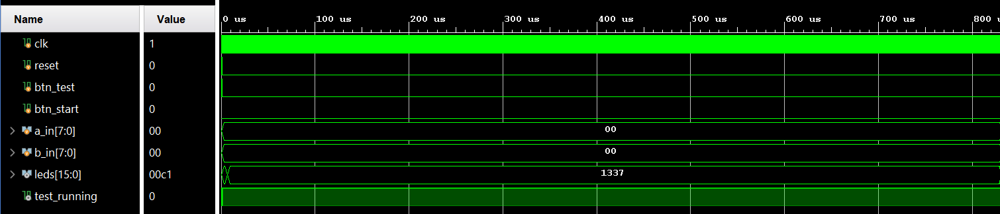 Name Value 0 us 100 us 200 us 300 us 400 us 500 us 600 us 700 us 800 u
clk 1
reset 0
btn_test 0
btn_start 0
a_in[7:0] 00 00
b_in[7:0] 00 00
leds[15:0] 00c1 1337
test_running 0